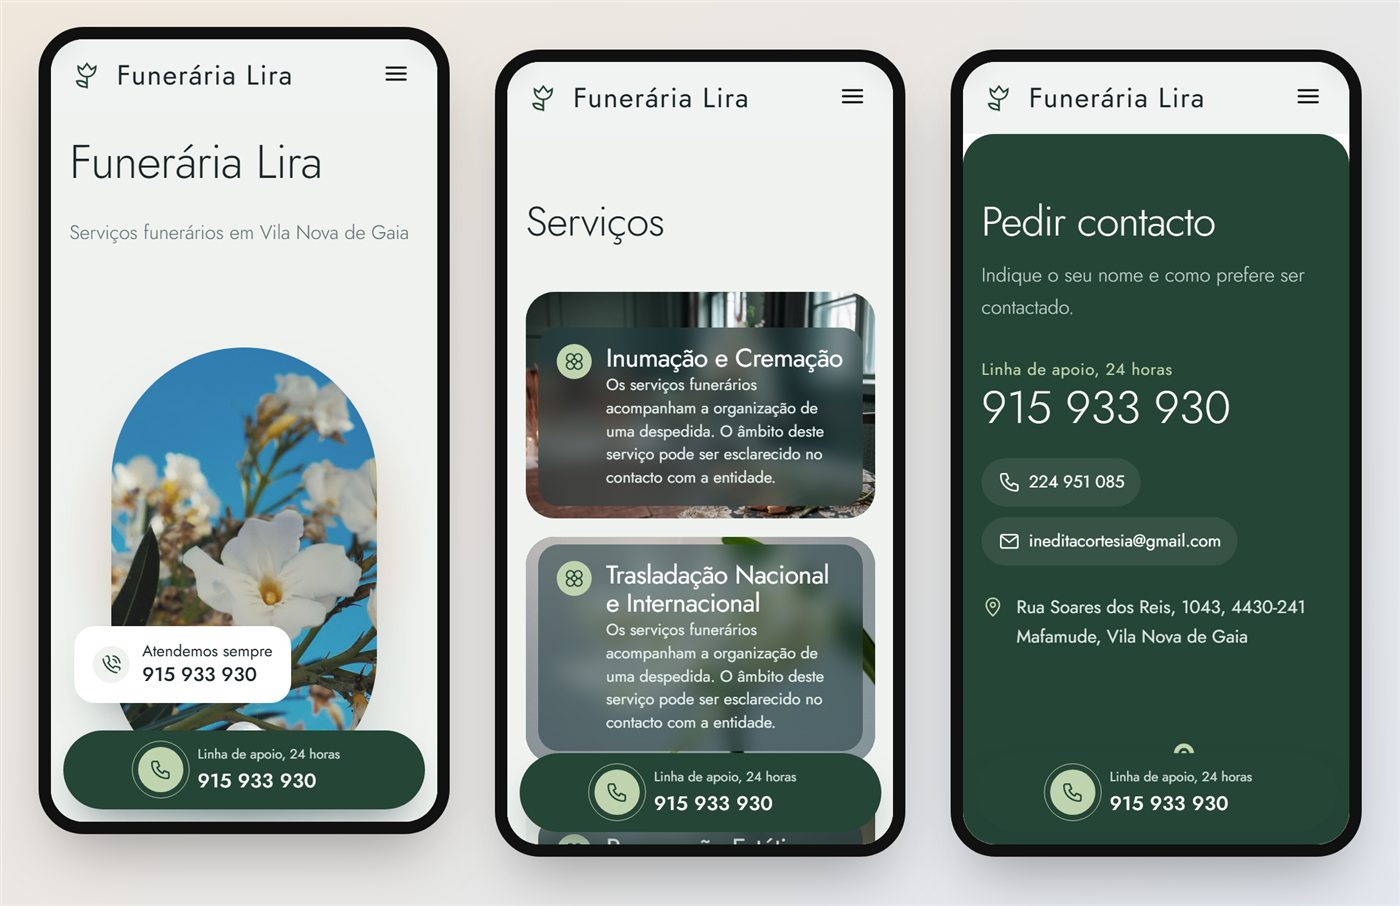 Funerária Lira
Funerária Lira
Serviços funerários em Vila Nova de Gaia
Atendemos sempre
915 933 930
Linha de apoio, 24 horas
915 933 930
Funerária Lira
Serviços
Inumação e Cremação
Os serviços funerários
acompanham a organização de
uma despedida. O âmbito deste
serviço pode ser esclarecido no
contacto com a entidade.
Trasladação Nacional
e Internacional
Os serviços funerários
acompanham a organização de
uma despedida. O âmbito deste
serviço pode ser esclarecido no
contacto com a entidade.
Linha de apoio, 24 horas
915 933 930
Funerária Lira
Pedir contacto
Indique o seu nome e como prefere ser
contactado.
Linha de apoio, 24 horas
915 933 930
224 951 085
ineditacortesia@gmail.com
Rua Soares dos Reis, 1043, 4430-241
Mafamude, Vila Nova de Gaia
Linha de apoio, 24 horas
915 933 930